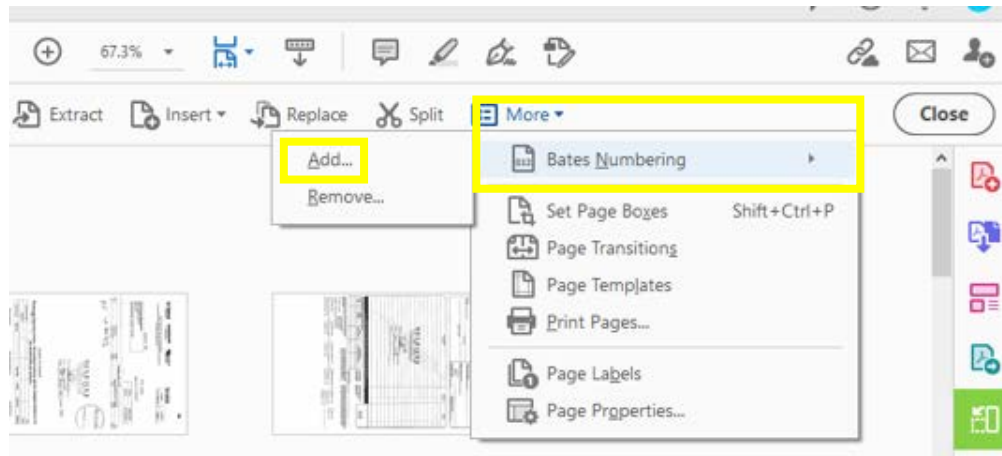 67.3%
Extract Insert Replace Split More Close
Add...
Remove...
Bates Numbering
Set Page Boxes Shift+Ctrl+P
Page Transitions
Page Templates
Print Pages...
Page Labels
Page Properties...